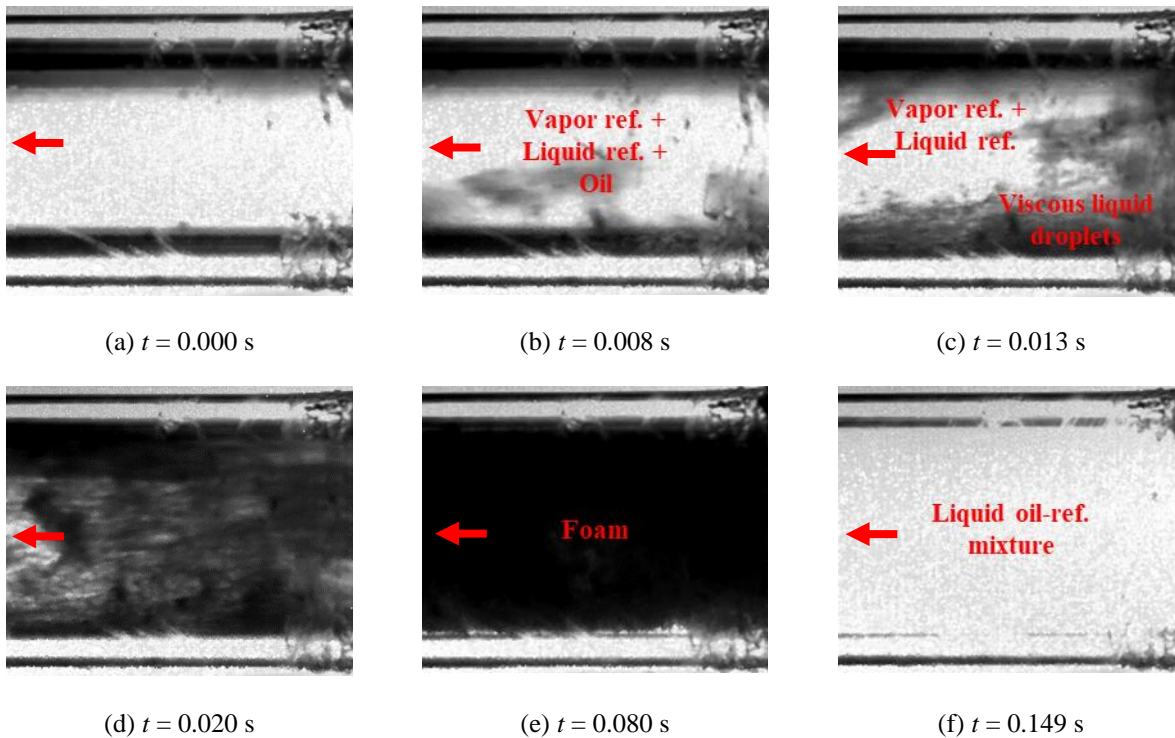 Vapor ref. +
Liquid ref. +
Oil
Vapor ref. +
Liquid ref.
Viscous liquid
droplets
(a) t = 0.000 s
(b) t = 0.008 s
(c) t = 0.013 s
Foam
Liquid oil-ref.
mixture
(d) t = 0.020 s
(e) t = 0.080 s
(f) t = 0.149 s